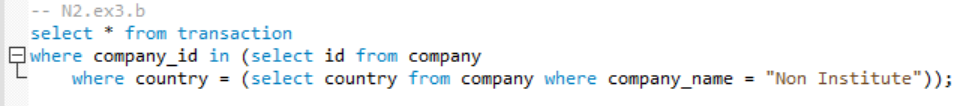 -- N2.ex3.b
select * from transaction
where company_id in (select id from company
where country = (select country from company where company_name = "Non Institute"));